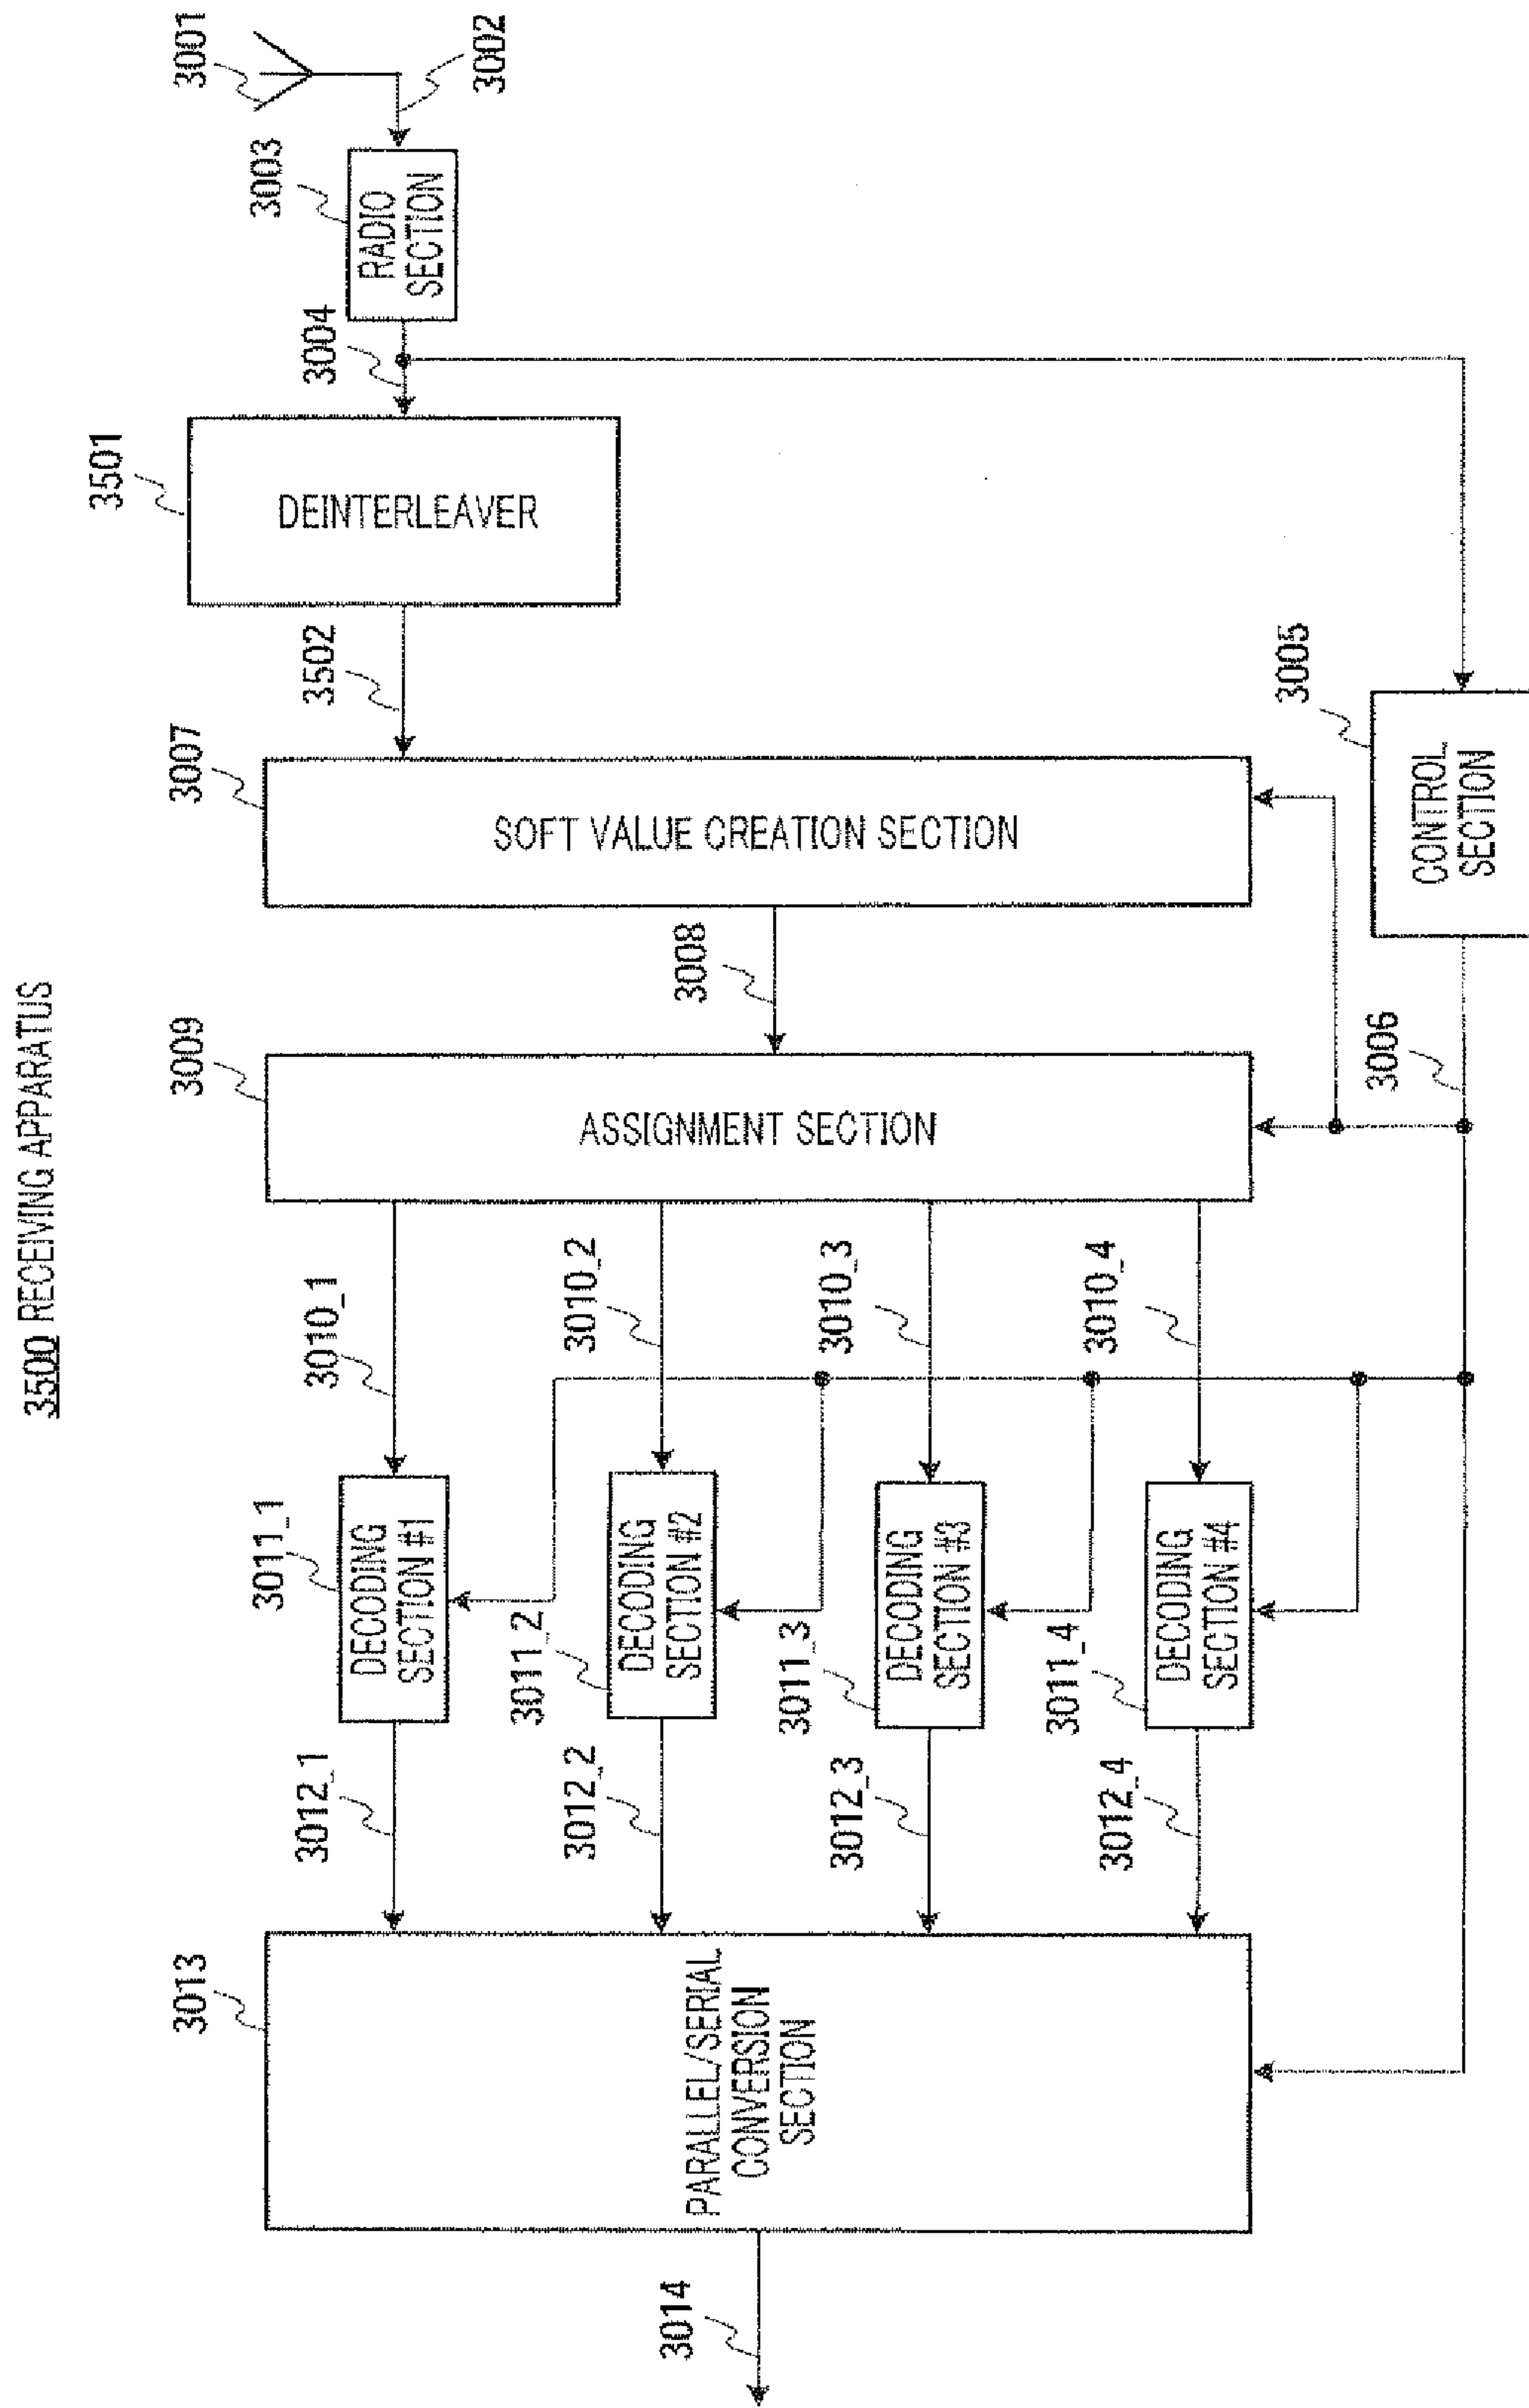 3500 RECEIVING APPARATUS
3001
3002
3003
RADIO
SECTION
3004
3501
DEINTERLEAVER
3502
3007
SOFT VALUE CREATION SECTION
3005
CONTROL
SECTION
3008
3006
3009
ASSIGNMENT SECTION
3010_1
3010_2
3010_3
3010_4
3011_1
DECODING
SECTION #1
3011_2
DECODING
SECTION #2
3011_3
DECODING
SECTION #3
3011_4
DECODING
SECTION #4
3012_1
3012_2
3012_3
3012_4
3013
PARALLEL/SERIAL
CONVERSION
SECTION
3014